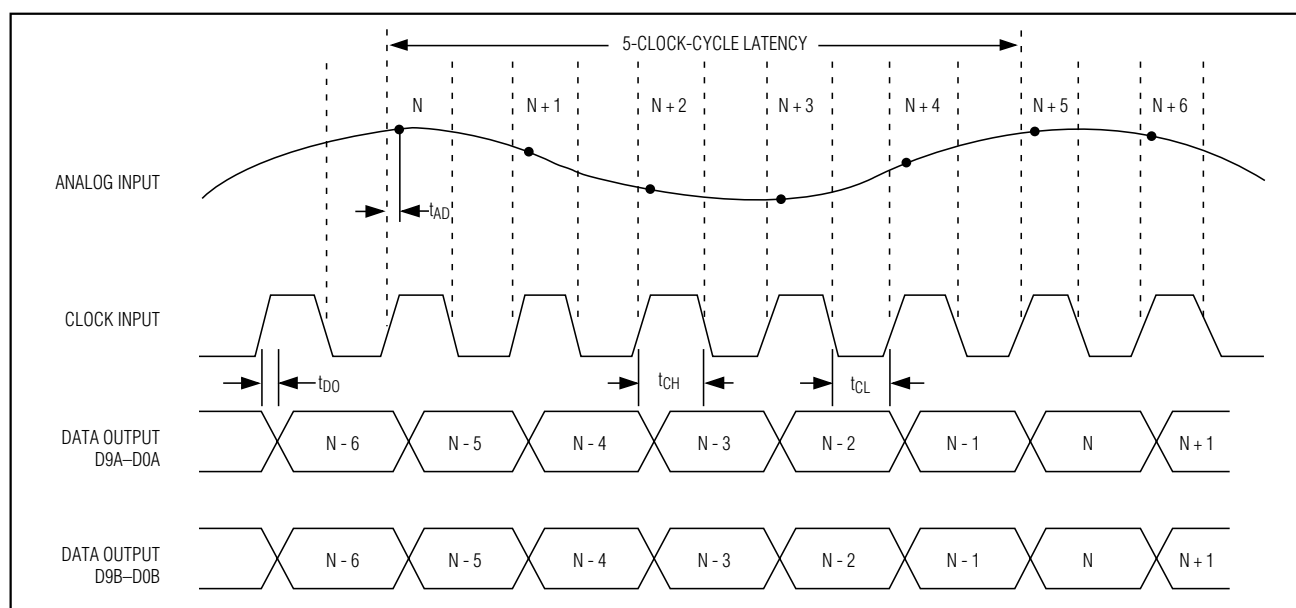 5-CLOCK-CYCLE LATENCY
N N + 1 N + 2 N + 3 N + 4 N + 5 N + 6
ANALOG INPUT
tAD
CLOCK INPUT
tDO tCH tCL
DATA OUTPUT
D9A–D0A
N - 6 N - 5 N - 4 N - 3 N - 2 N - 1 N N + 1
DATA OUTPUT
D9B–D0B
N - 6 N - 5 N - 4 N - 3 N - 2 N - 1 N N + 1